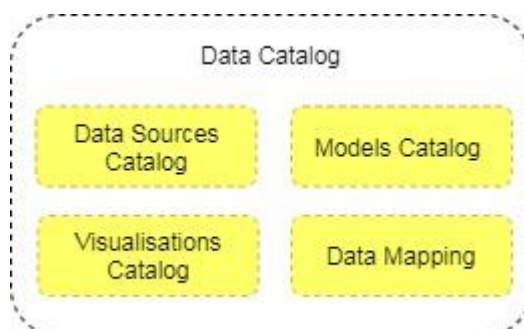 Data Catalog
Data Sources
Catalog
Models Catalog
Visualisations
Catalog
Data Mapping